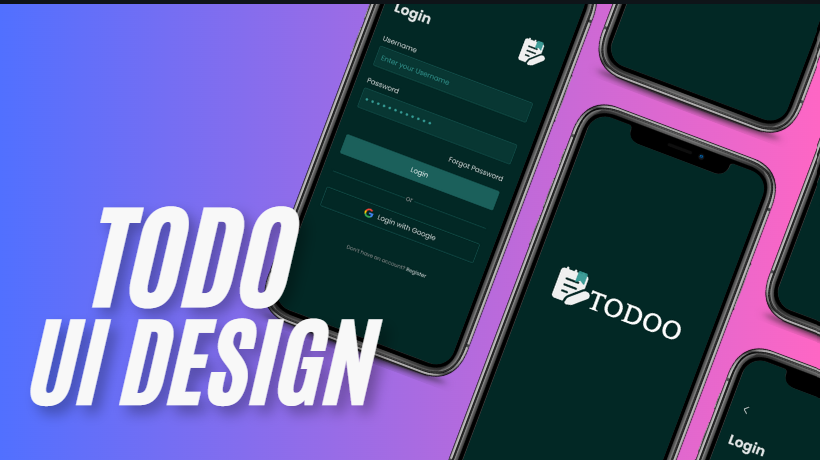 Login
Username
Enter your Username
Password
Forgot Password
Login
or
Login with Google
Don't have an account? Register
TODOO
Login
TODO
UI DESIGN